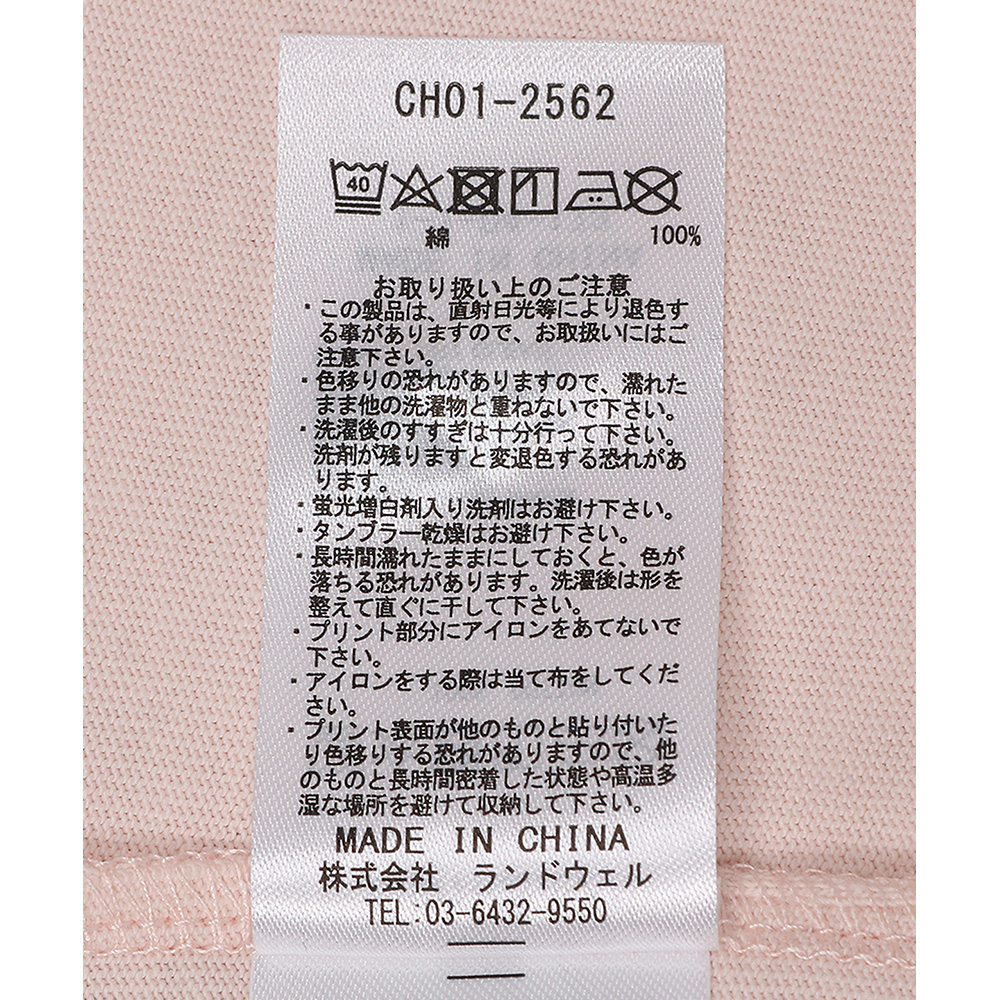 CH01-2562
40
綿 100%
お取り扱い上のご注意
・この製品は、直射日光等により退色す
る事がありますので、お取扱いにはご
注意下さい。
・色移りの恐れがありますので、濡れた
まま他の洗濯物と重ねないで下さい。
・洗濯後のすすぎは十分行って下さい。
洗剤が残りますと変退色する恐れがあ
ります。
・蛍光増白剤入り洗剤はお避け下さい。
・タンブラー乾燥はお避け下さい。
・長時間濡れたままにしておくと、色が
落ちる恐れがあります。洗濯後は形を
整えて直ぐに干して下さい。
・プリント部分にアイロンをあてないで
下さい。
・アイロンをする際は当て布をしてくだ
さい。
・プリント表面が他のものと貼り付いた
り色移りする恐れがありますので、他
のものと長時間密着した状態や高温多
湿な場所を避けて収納して下さい。
MADE IN CHINA
株式会社 ランドウェル
TEL:03-6432-9550